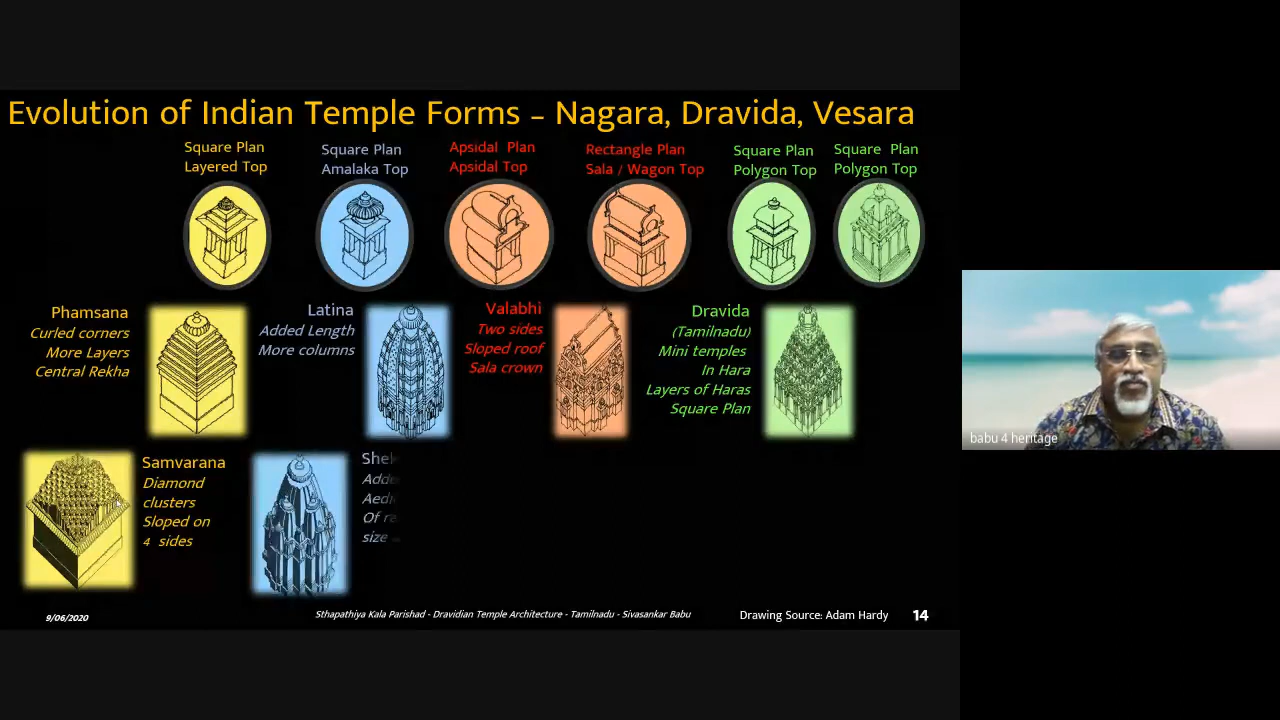 Evolution of Indian Temple Forms – Nagara, Dravida, Vesara
Square Plan
Layered Top
Square Plan
Amalaka Top
Apsidal Plan
Apsidal Top
Rectangle Plan
Sala / Wagon Top
Square Plan
Polygon Top
Square Plan
Polygon Top
Phamsana
Curled corners
More Layers
Central Rekha
Latina
Added Length
More columns
Valabhi
Two sides
Sloped roof
Sala crown
Dravida
(Tamilnadu)
Mini temples
In Hara
Layers of Haras
Square Plan
Samvarana
Diamond
clusters
Sloped on
4 sides
Of
size
9/06/2020
Sthapathiya Kala Parishad - Dravidian Temple Architecture - Tamilnadu - Sivasankar Babu
Drawing Source: Adam Hardy
14
babu 4 heritage